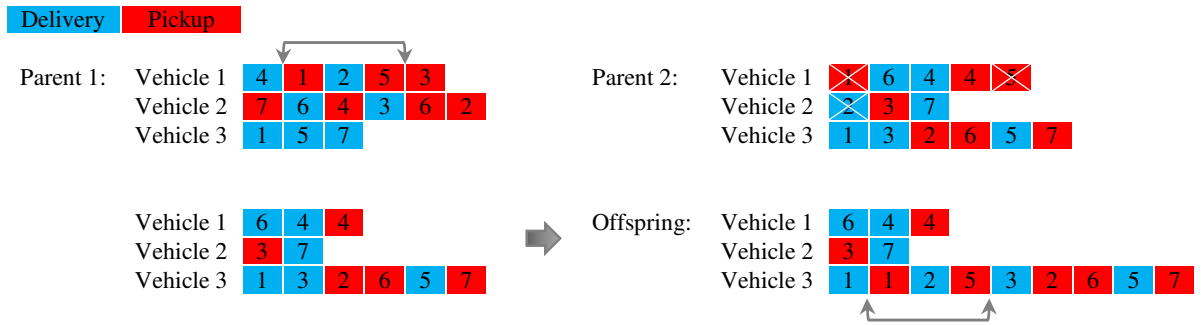 Delivery Pickup
Parent 1: Vehicle 1 4 1 2 5 3
Vehicle 2 7 6 4 3 6 2
Vehicle 3 1 5 7
Parent 2: Vehicle 1 1 6 4 4 5
Vehicle 2 2 3 7
Vehicle 3 1 3 2 6 5 7
Vehicle 1 6 4 4
Vehicle 2 3 7
Vehicle 3 1 3 2 6 5 7
Offspring: Vehicle 1 6 4 4
Vehicle 2 3 7
Vehicle 3 1 1 2 5 3 2 6 5 7